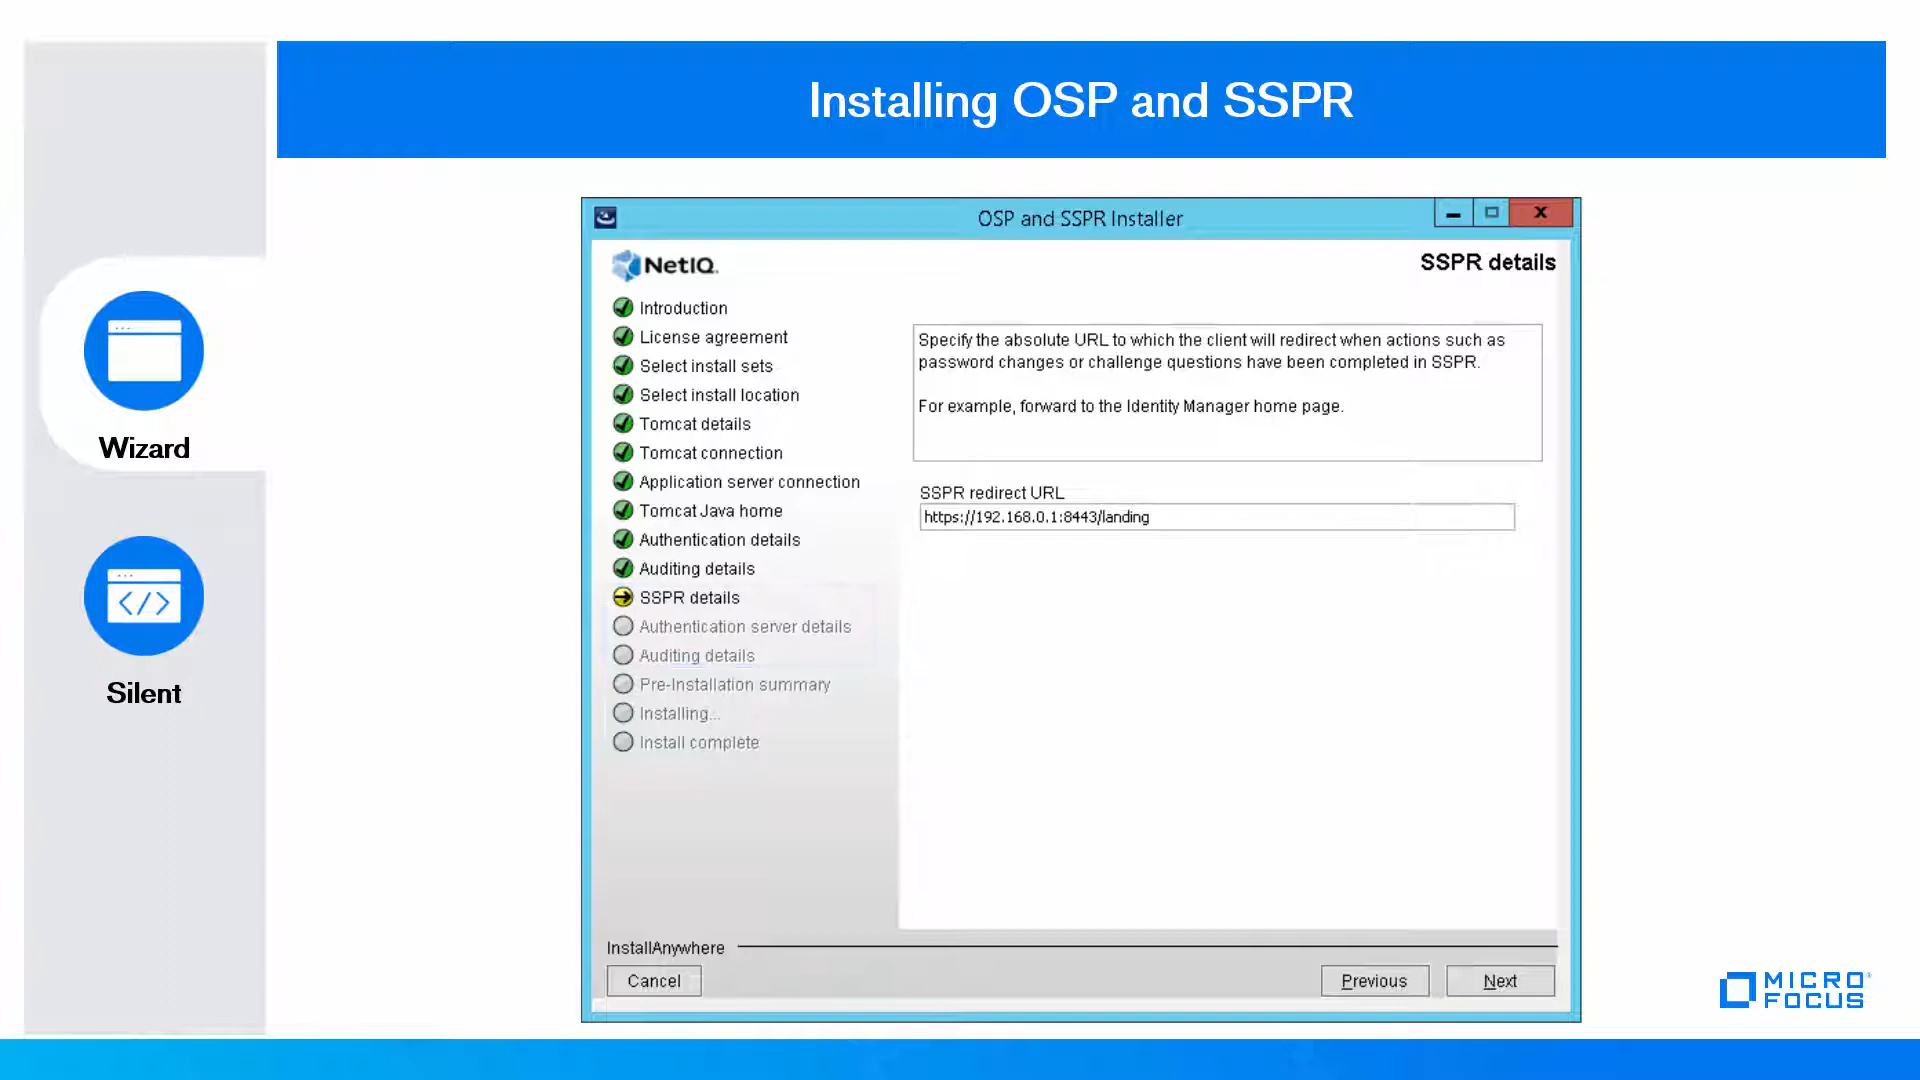 Installing OSP and SSPR
Wizard
Silent
OSP and SSPR Installer
NetIQ.
SSPR details
Introduction
License agreement
Select install sets
Select install location
Tomcat details
Tomcat connection
Application server connection
Tomcat Java home
Authentication details
Auditing details
SSPR details
Authentication server details
Auditing details
Pre-Installation summary
Installing...
Install complete
Specify the absolute URL to which the client will redirect when actions such as
password changes or challenge questions have been completed in SSPR.
For example, forward to the Identity Manager home page.
SSPR redirect URL
https://192.168.0.1:8443/landing
InstallAnywhere
Cancel
Previous
Next
MICRO
FOCUS